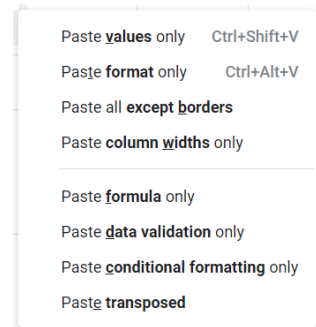 Paste values only Ctrl+Shift+V
Paste format only Ctrl+Alt+V
Paste all except borders
Paste column widths only
Paste formula only
Paste data validation only
Paste conditional formatting only
Paste transposed